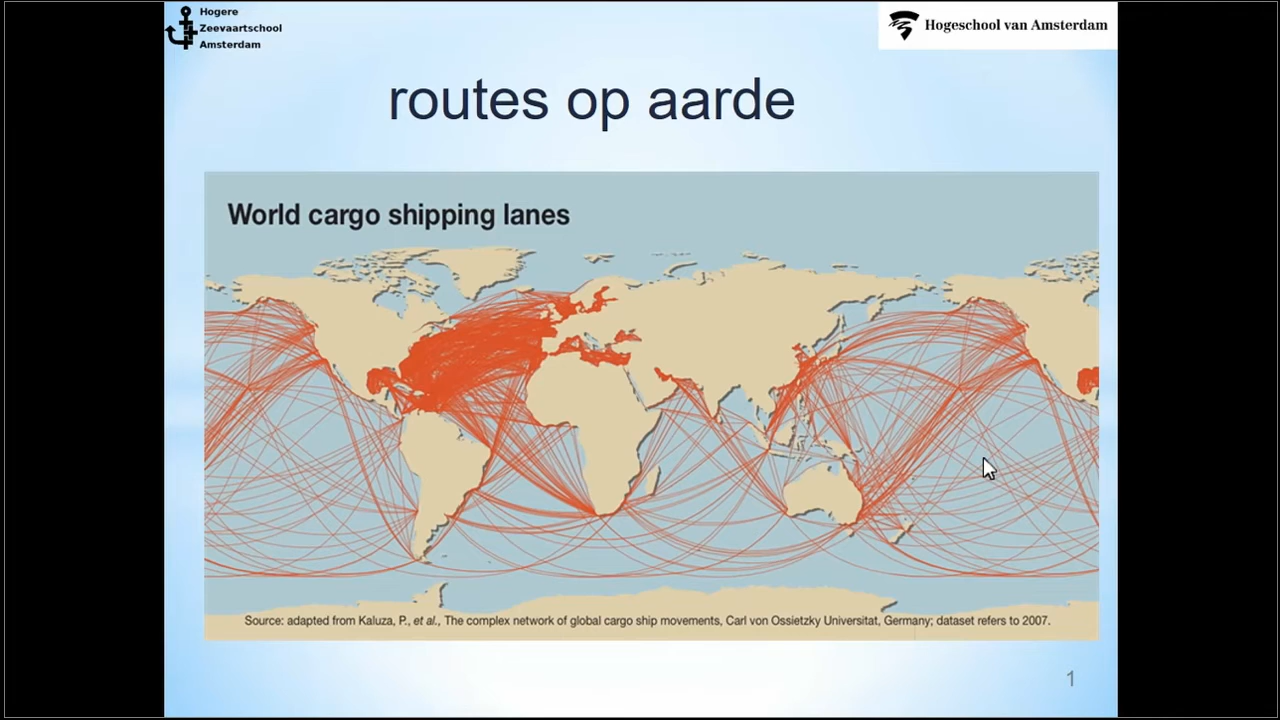 Hogere
Zeevaartschool
Amsterdam
Hogeschool van Amsterdam
routes op aarde
World cargo shipping lanes
Source: adapted from Kaluza, P., et al., The complex network of global cargo ship movements, Carl von Ossietzky Universitat, Germany; dataset refers to 2007.
1